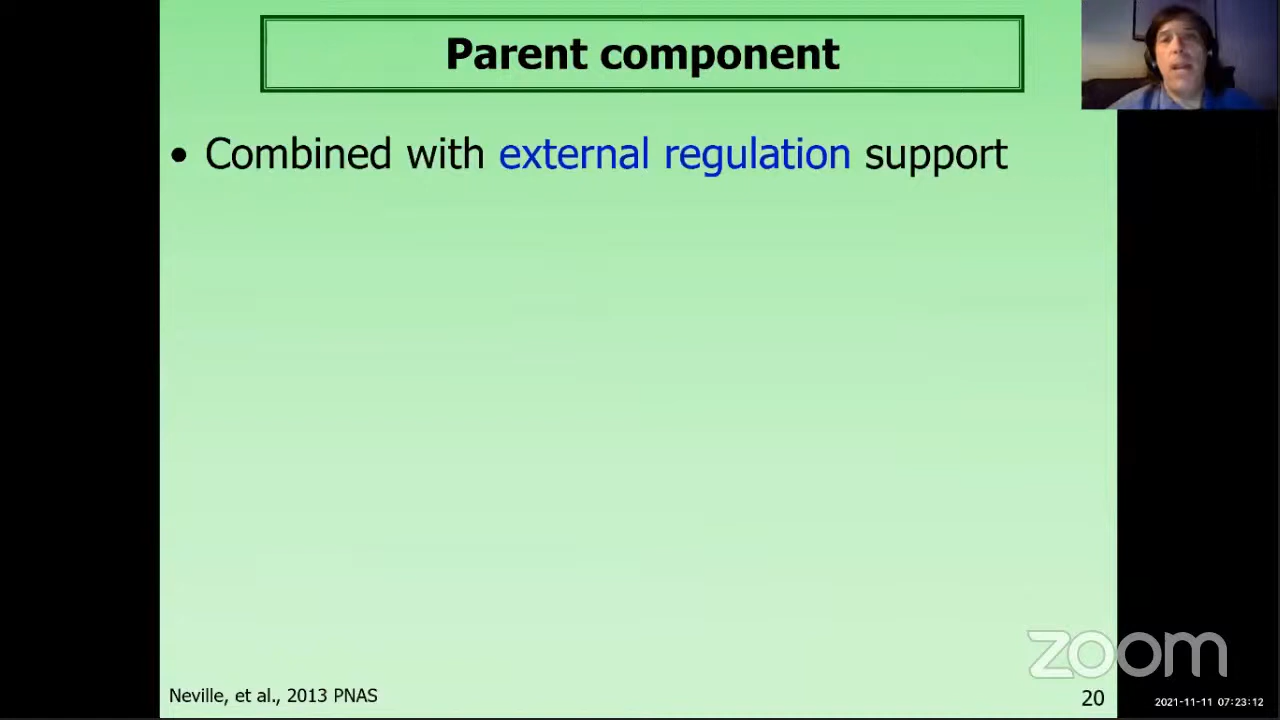 Parent component
• Combined with external regulation support
Neville, et al., 2013 PNAS
20
zoom
2021-11-11 07:23:12